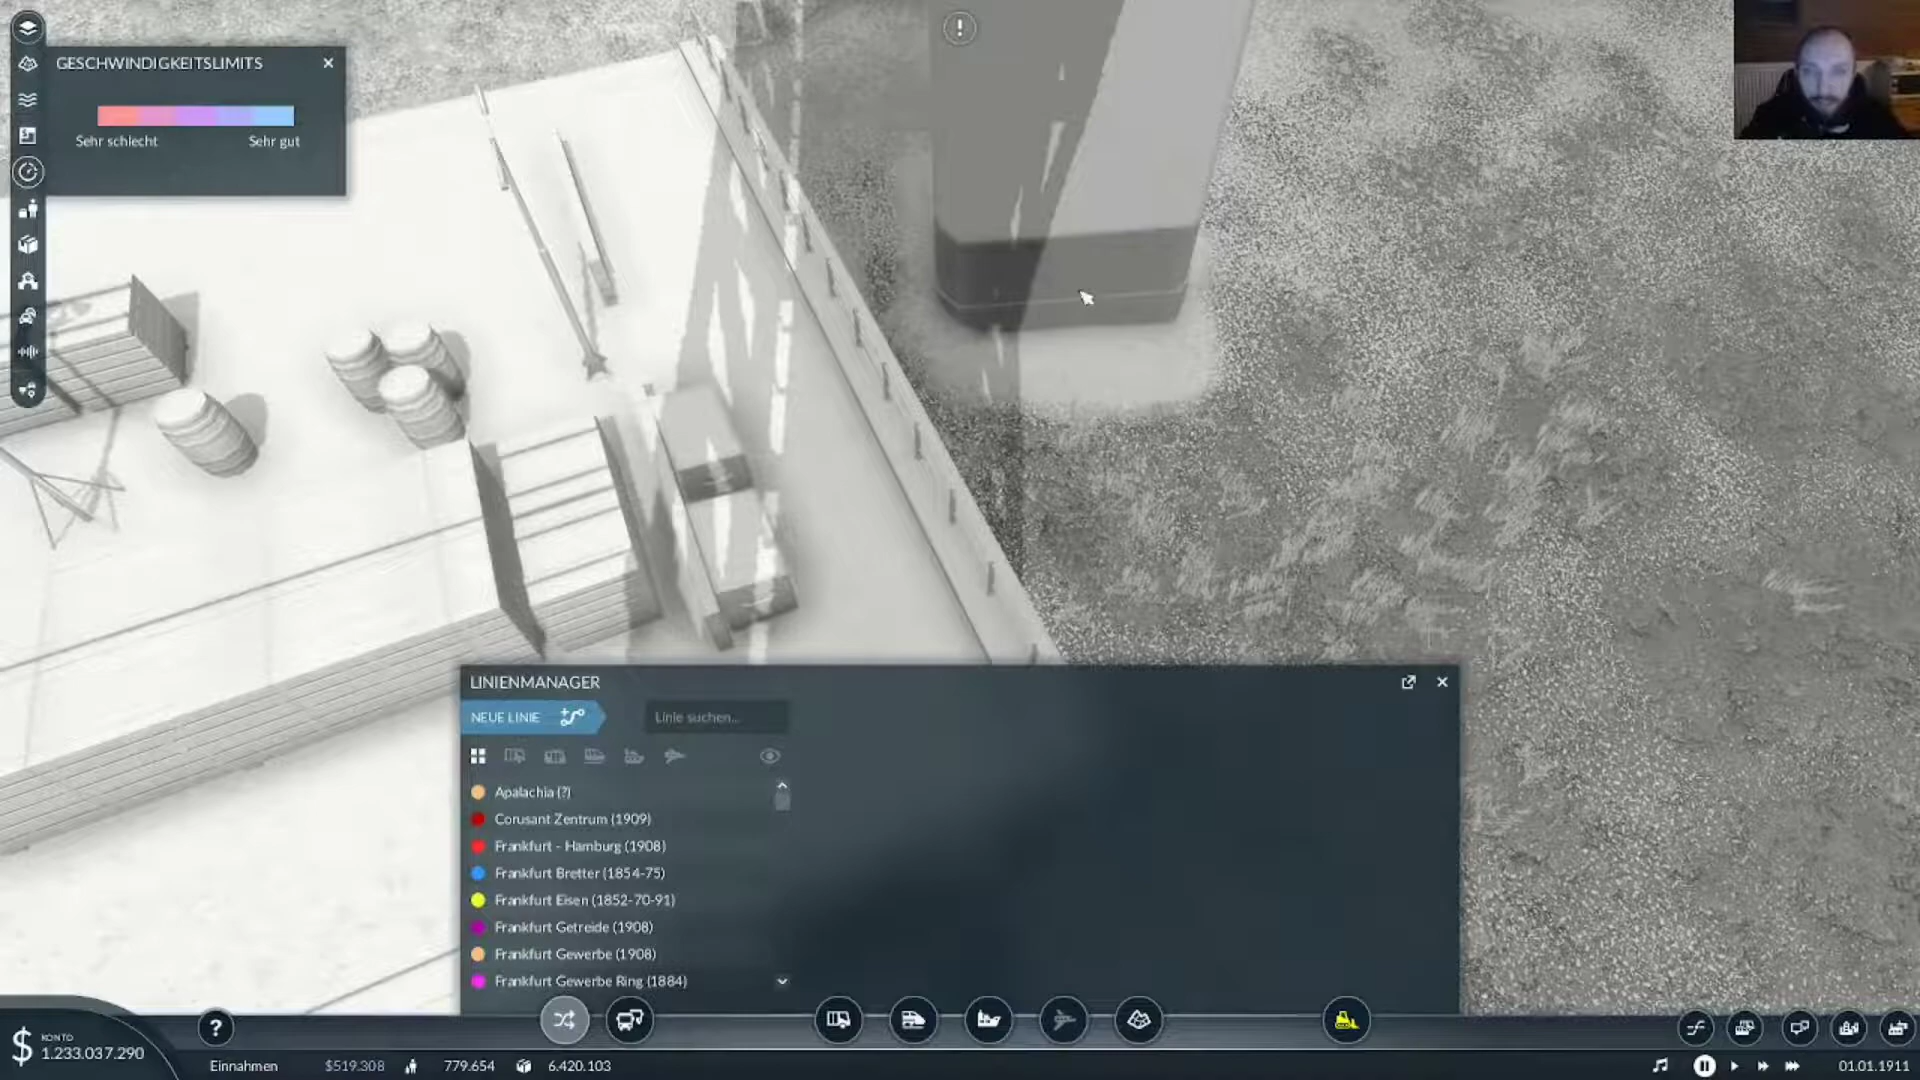 GESCHWINDIGKEITSLIMITS
Sehr schlecht
Sehr gut
LINIENMANAGER
NEUE LINIE
Linie suchen...
Apalachia (?)
Corusant Zentrum (1909)
Frankfurt - Hamburg (1908)
Frankfurt Bretter (1854-75)
Frankfurt Eisen (1852-70-91)
Frankfurt Getreide (1908)
Frankfurt Gewerbe (1908)
Frankfurt Gewerbe Ring (1884)
$ KONTO
1.233.037.290
?
Einnahmen $519.308 779.654 6.420.103
01.01.1911